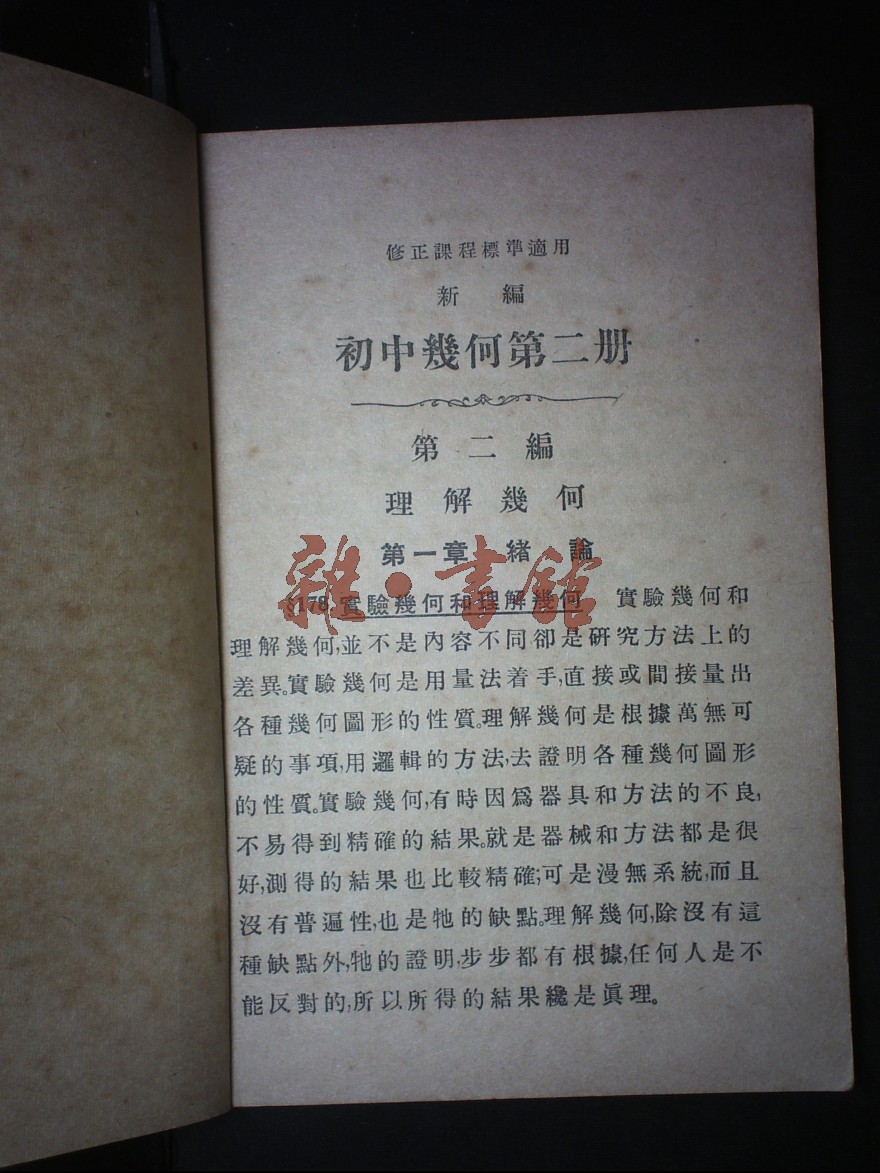 修正課程標準適用
新編
初中幾何第二册
第二編
理解幾何
第一章 緒論
雜·書館
§178. 實驗幾何和理解幾何 實驗幾何和
理解幾何,並不是內容不同卻是研究方法上的
差異。實驗幾何是用量法着手,直接或間接量出
各種幾何圖形的性質。理解幾何是根據萬無可
疑的事項,用邏輯的方法,去證明各種幾何圖形
的性質。實驗幾何,有時因爲器具和方法的不良,
不易得到精確的結果。就是器械和方法都是很
好,測得的結果也比較精確;可是漫無系統,而且
沒有普遍性,也是牠的缺點。理解幾何,除沒有這
種缺點外,牠的證明,步步都有根據,任何人是不
能反對的,所以所得的結果纔是眞理。